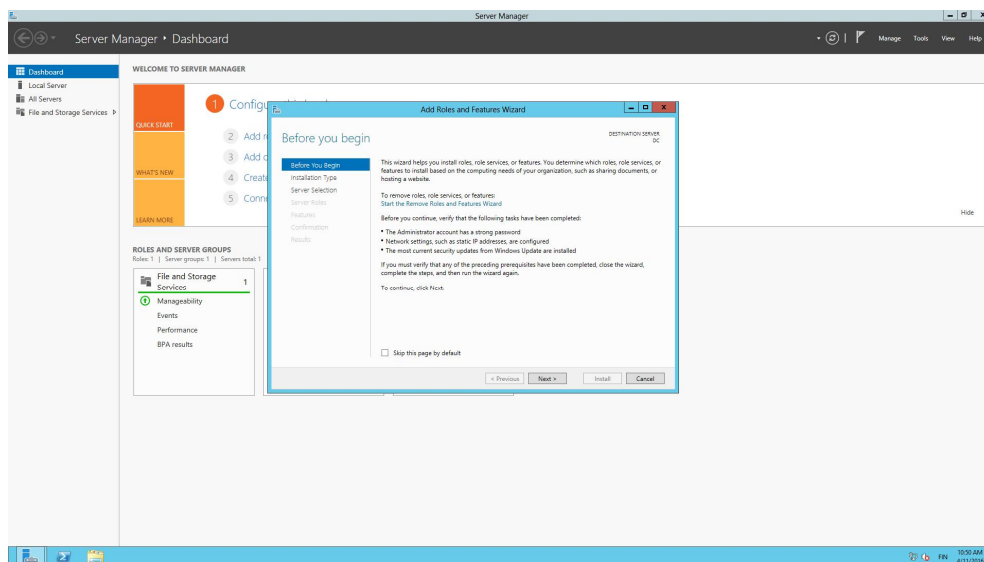 Server Manager
Server Manager • Dashboard
Manage Tools View Help
Dashboard
Local Server
All Servers
File and Storage Services
WELCOME TO SERVER MANAGER
QUICK START
WHAT'S NEW
LEARN MORE
1
2 Add
3 Add
4 Create
5
Hide
ROLES AND SERVER GROUPS
Roles: 1 | Server groups: 1 | Servers total: 1
File and Storage
Services
1
Manageability
Events
Performance
BPA results
Add Roles and Features Wizard
Before you begin
DESTINATION SERVER
DC
Before You Begin
Installation Type
Server Selection
Server Roles
Features
Confirmation
Results
This wizard helps you install roles, role services, or features. You determine which roles, role services, or
features to install based on the computing needs of your organization, such as sharing documents, or
hosting a website.
To remove roles, role services, or features:
Start the Remove Roles and Features Wizard
Before you continue, verify that the following tasks have been completed:
• The Administrator account has a strong password
• Network settings, such as static IP addresses, are configured
• The most current security updates from Windows Update are installed
If you must verify that any of the preceding prerequisites have been completed, close the wizard,
complete the steps, and then run the wizard again.
To continue, click Next.
Skip this page by default
< Previous Next > Install Cancel
FIN
10:50 AM